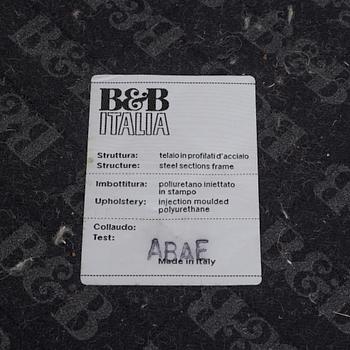 B&B
ITALIA
Struttura: telaio in profilati d'acciaio
Structure: steel sections frame
Imbottitura: poliuretano iniettato
in stampo
Upholstery: injection moulded
polyurethane
Collaudo:
Test:
ABAE
Made in Italy